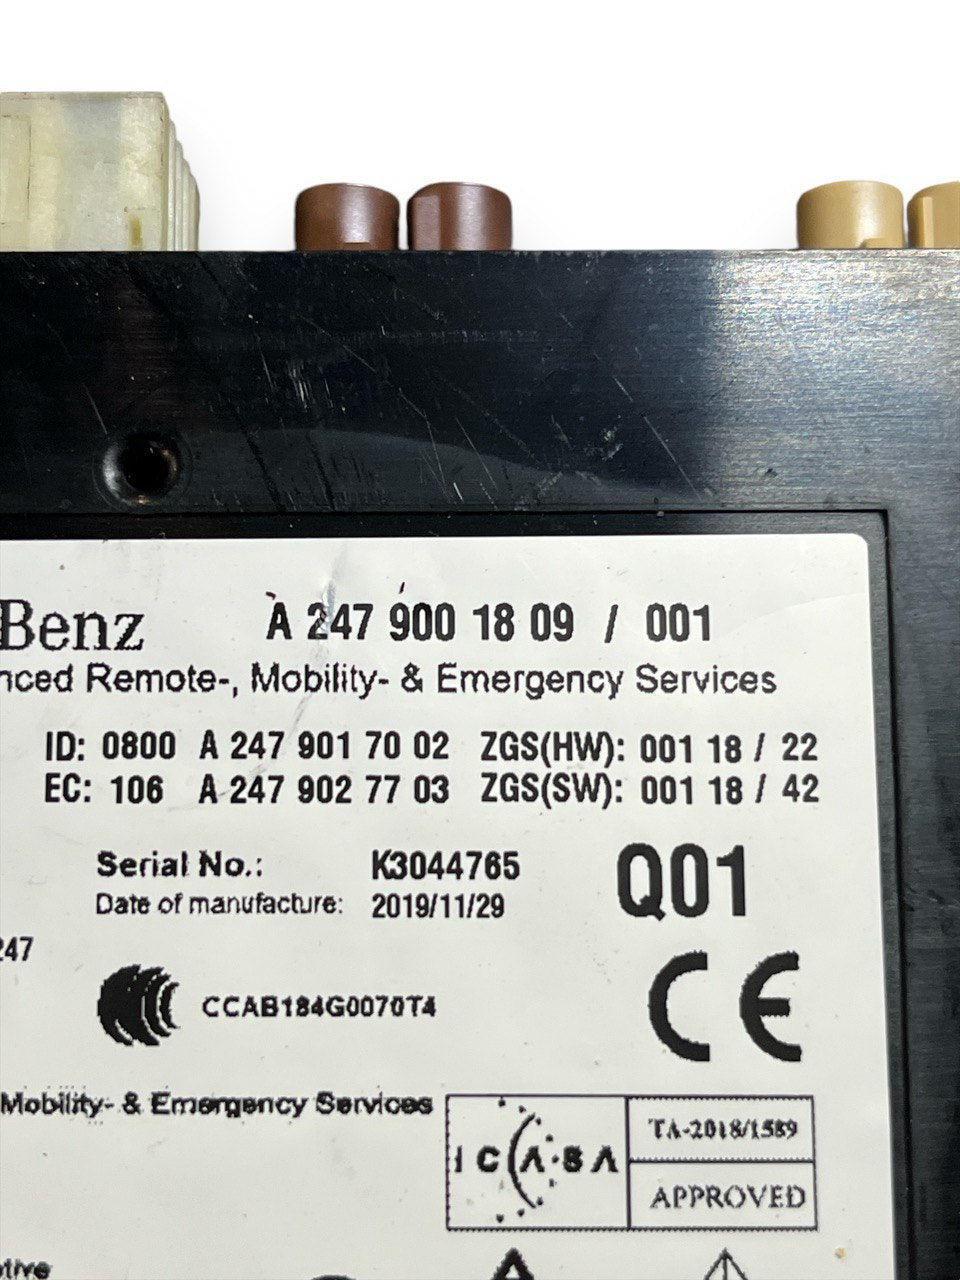 Benz A 247 900 18 09 / 001
nced Remote-, Mobility- & Emergency Services
ID: 0800 A 247 901 70 02 ZGS(HW): 001 18 / 22
EC: 106 A 247 902 77 03 ZGS(SW): 001 18 / 42
Serial No.: K3044765 Q01
Date of manufacture: 2019/11/29
247
CCAB184G0070T4 CE
Mobility- & Emergency Services
ICASA TA-2018/1589
APPROVED
otive